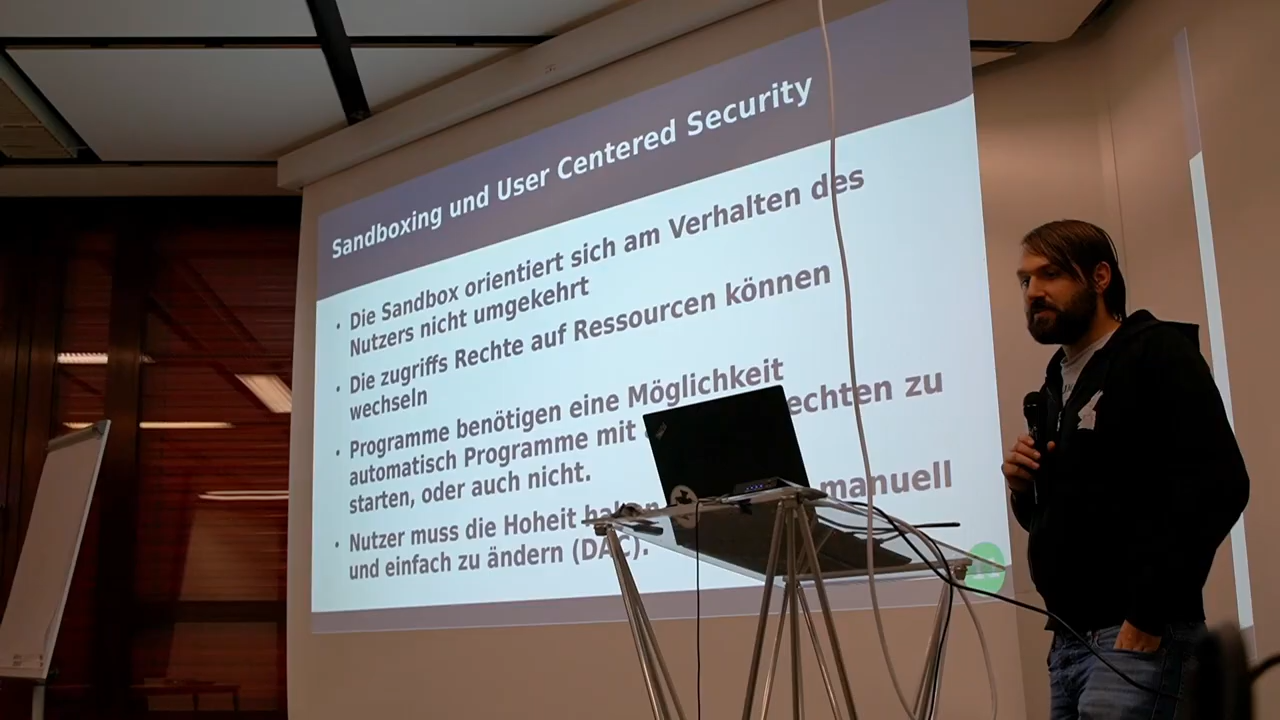 Sandboxing und User Centered Security
• Die Sandbox orientiert sich am Verhalten des
Nutzers nicht umgekehrt
• Die zugriffs Rechte auf Ressourcen können
wechseln
• Programme benötigen eine Möglichkeit
automatisch Programme mit echten zu
starten, oder auch nicht.
• Nutzer muss die Hoheit haben manuell
und einfach zu ändern (DAC).